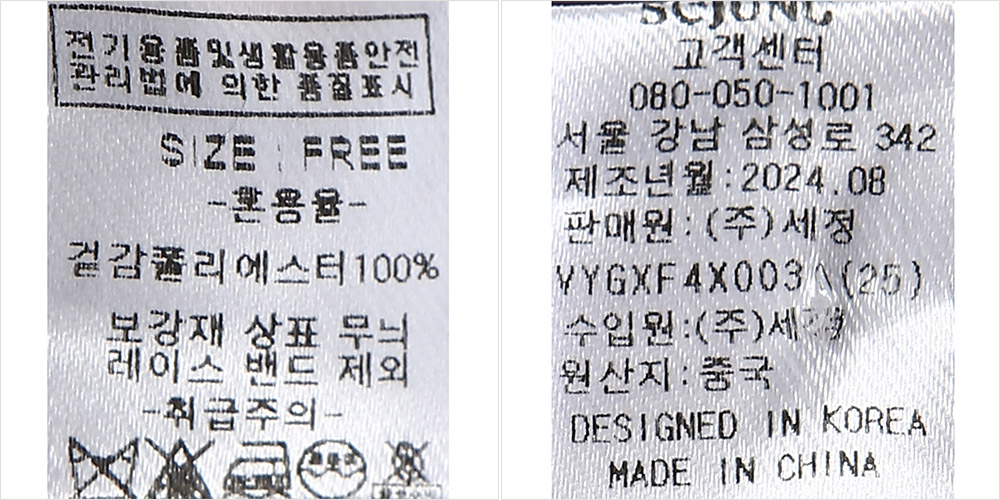 전기용품및생활용품안전
관리법에 의한 품질표시
SIZE : FREE
-혼용율-
겉감폴리에스터100%
보강재 상표 무늬
레이스 밴드 제외
-취급주의-
SEJUNG
고객센터
080-050-1001
서울 강남 삼성로 342
제조년월:2024.08
판매원:(주)세정
VYGXF4X003 (25)
수입원:(주)세정
원산지:중국
DESIGNED IN KOREA
MADE IN CHINA